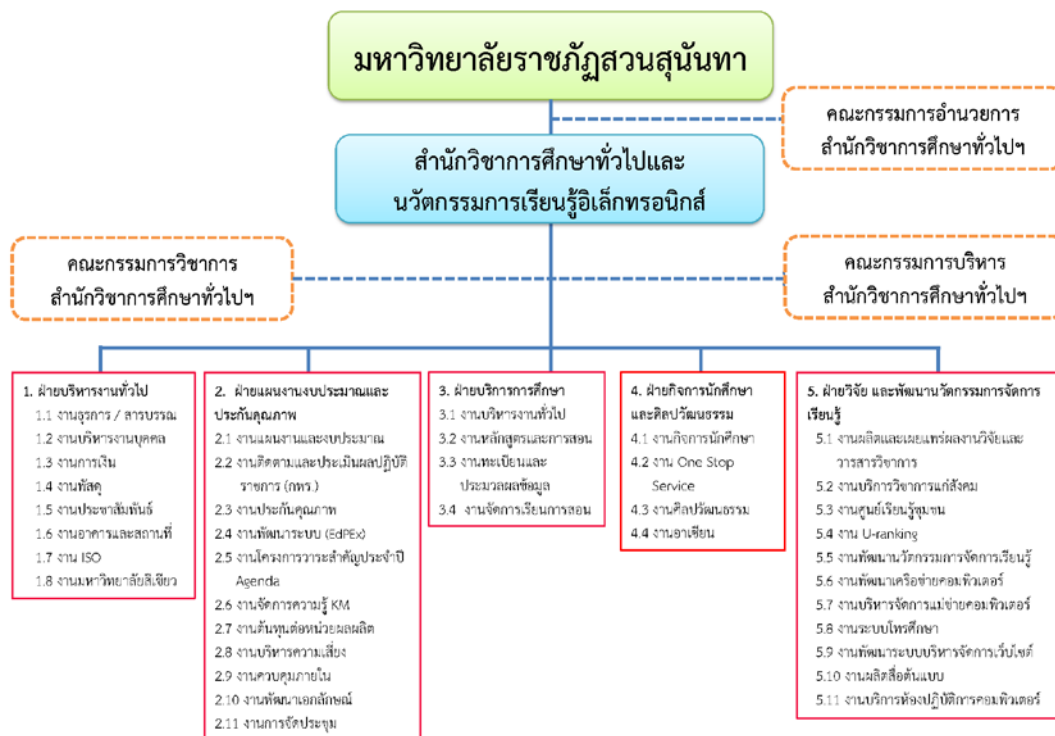 มหาวิทยาลัยราชภัฏสวนสุนันทา
คณะกรรมการอำนวยการ
สำนักวิชาการศึกษาทั่วไปฯ
สำนักวิชาการศึกษาทั่วไปและ
นวัตกรรมการเรียนรู้อิเล็กทรอนิกส์
คณะกรรมการวิชาการ
สำนักวิชาการศึกษาทั่วไปฯ
คณะกรรมการบริหาร
สำนักวิชาการศึกษาทั่วไปฯ
1. ฝ่ายบริหารงานทั่วไป
1.1 งานธุรการ / สารบรรณ
1.2 งานบริหารงานบุคคล
1.3 งานการเงิน
1.4 งานพัสดุ
1.5 งานประชาสัมพันธ์
1.6 งานอาคารและสถานที่
1.7 งาน ISO
1.8 งานมหาวิทยาลัยสีเขียว
2. ฝ่ายแผนงานงบประมาณและ
ประกันคุณภาพ
2.1 งานแผนงานและงบประมาณ
2.2 งานติดตามและประเมินผลปฏิบัติ
ราชการ (กพร.)
2.3 งานประกันคุณภาพ
2.4 งานพัฒนาระบบ (EdPEx)
2.5 งานโครงการวาระสำคัญประจำปี
Agenda
2.6 งานจัดการความรู้ KM
2.7 งานต้นทุนต่อหน่วยผลผลิต
2.8 งานบริหารความเสี่ยง
2.9 งานควบคุมภายใน
2.10 งานพัฒนาเอกลักษณ์
2.11 งานการจัดประชุม
3. ฝ่ายบริการการศึกษา
3.1 งานบริหารงานทั่วไป
3.2 งานหลักสูตรและการสอน
3.3 งานทะเบียนและ
ประมวลผลข้อมูล
3.4 งานจัดการเรียนการสอน
4. ฝ่ายกิจการนักศึกษา
และศิลปวัฒนธรรม
4.1 งานกิจการนักศึกษา
4.2 งาน One Stop
Service
4.3 งานศิลปวัฒนธรรม
4.4 งานอาเซียน
5. ฝ่ายวิจัย และพัฒนานวัตกรรมการจัดการ
เรียนรู้
5.1 งานผลิตและเผยแพร่ผลงานวิจัยและ
วารสารวิชาการ
5.2 งานบริการวิชาการแก่สังคม
5.3 งานศูนย์เรียนรู้ชุมชน
5.4 งาน U-ranking
5.5 งานพัฒนานวัตกรรมการจัดการเรียนรู้
5.6 งานพัฒนาเครือข่ายคอมพิวเตอร์
5.7 งานบริหารจัดการแม่ข่ายคอมพิวเตอร์
5.8 งานระบบโทรศึกษา
5.9 งานพัฒนาระบบบริหารจัดการเว็บไซต์
5.10 งานผลิตสื่อต้นแบบ
5.11 งานบริการห้องปฏิบัติการคอมพิวเตอร์